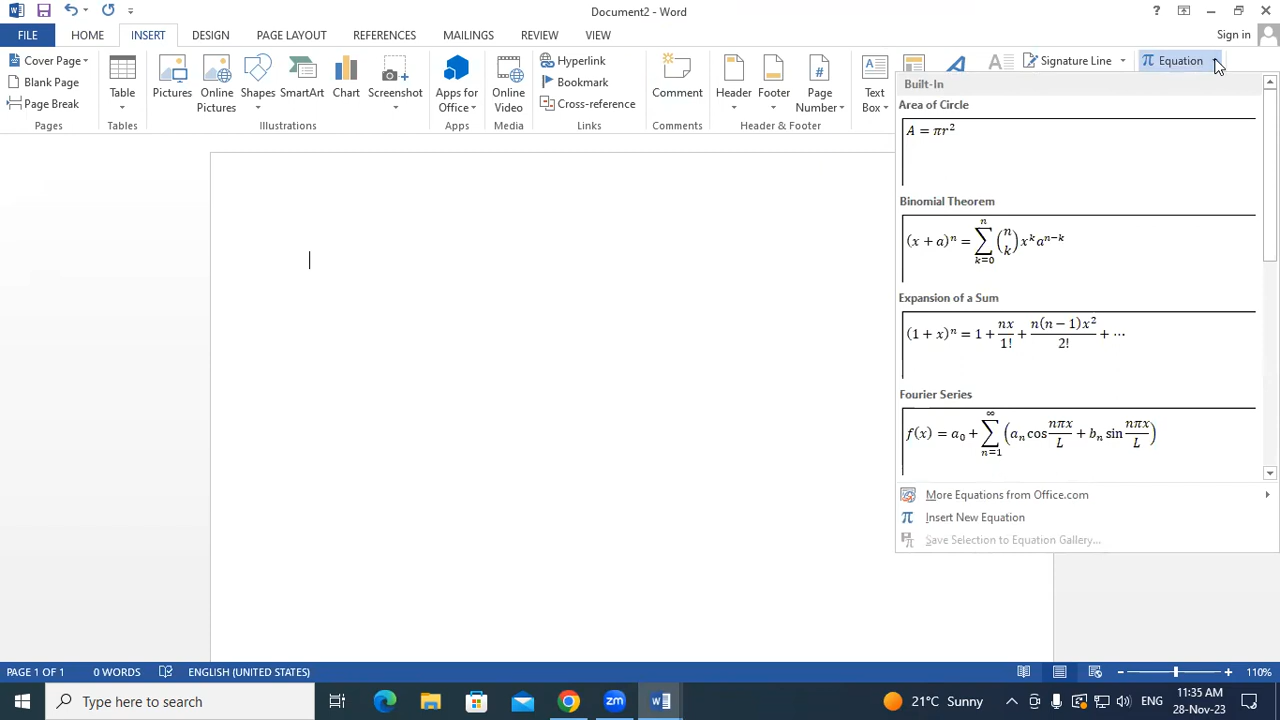 Document2 - Word
?
FILE HOME INSERT DESIGN PAGE LAYOUT REFERENCES MAILINGS REVIEW VIEW Sign in
Cover Page
Blank Page
Page Break
Pages
Table
Tables
Pictures
Online Pictures
Shapes
SmartArt
Chart
Screenshot
Illustrations
Apps for Office
Apps
Online Video
Media
Hyperlink
Bookmark
Cross-reference
Links
Comment
Comments
Header
Footer
Page Number
Header & Footer
Text Box
Signature Line
π Equation
Built-In
Area of Circle
A = πr²
Binomial Theorem
(x + a)ⁿ = ∑_{k=0}^{n} (n k) xᵏaⁿ⁻ᵏ
Expansion of a Sum
(1 + x)ⁿ = 1 + nx/1! + n(n − 1)x²/2! + ⋯
Fourier Series
f(x) = a₀ + ∑_{n=1}^{∞} (aₙ cos nπx/L + bₙ sin nπx/L)
More Equations from Office.com
π Insert New Equation
Save Selection to Equation Gallery...
PAGE 1 OF 1 0 WORDS ENGLISH (UNITED STATES) 110%
Type here to search
zm
21°C Sunny
ENG
11:35 AM
28-Nov-23